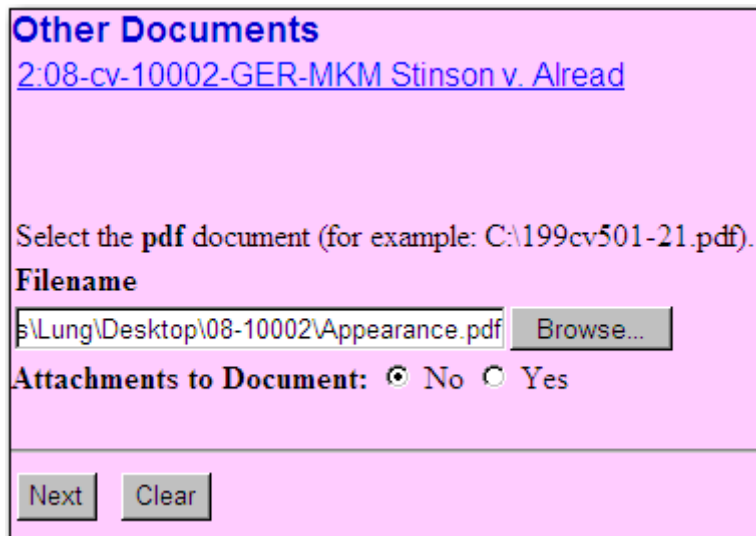 Other Documents
2:08-cv-10002-GER-MKM Stinson v. Alread
Select the pdf document (for example: C:\199cv501-21.pdf).
Filename
s\Lung\Desktop\08-10002\Appearance.pdf Browse...
Attachments to Document: No Yes
Next Clear